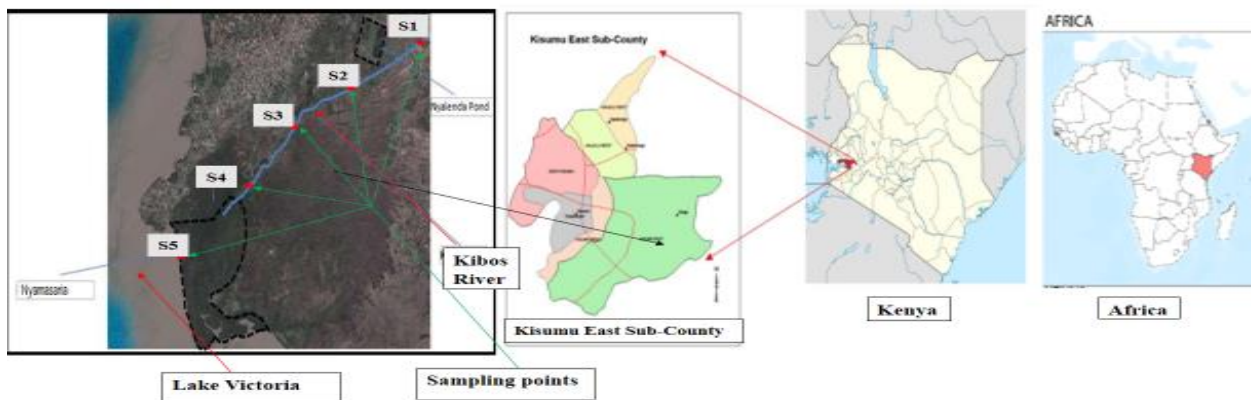 S1
S2
S3
S4
S5
Nyalenda Pond
Nyamasaria
Kibos
River
Lake Victoria
Sampling points
Kisumu East Sub-County
Kisumu East Sub-County
Kenya
AFRICA
Africa